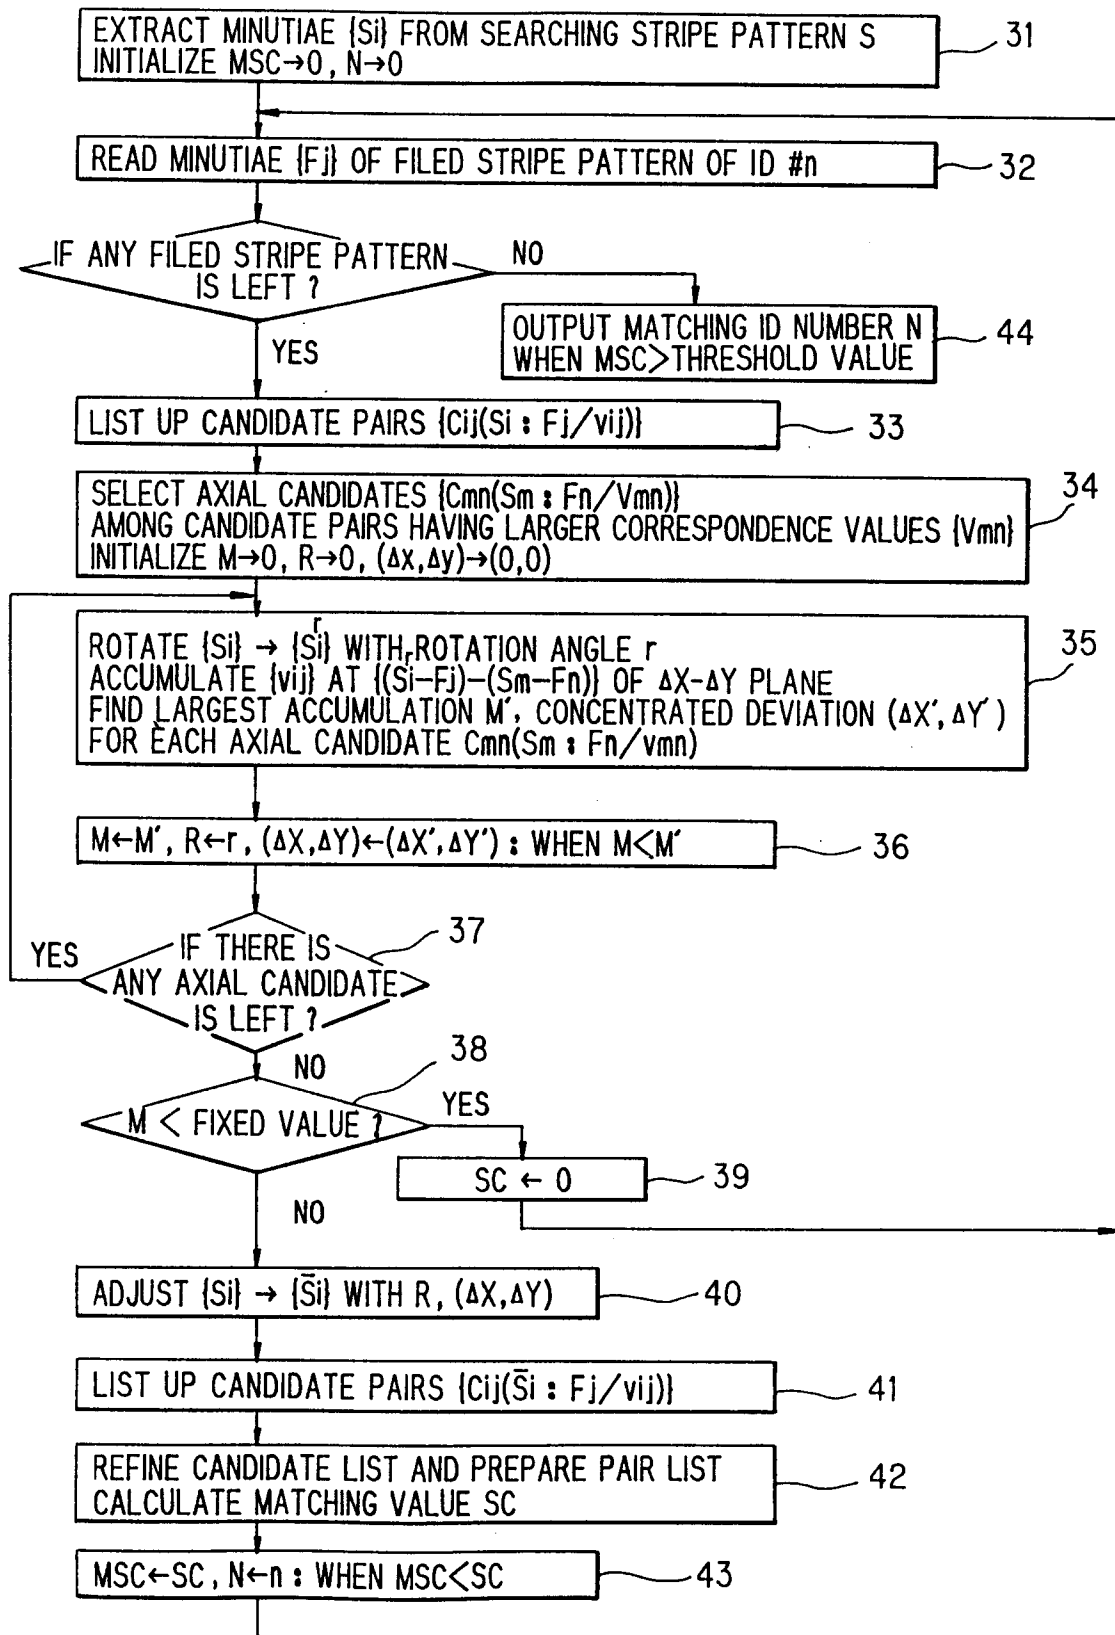 EXTRACT MINUTIAE {Si} FROM SEARCHING STRIPE PATTERN S
INITIALIZE MSC→0, N→0
31
READ MINUTIAE {Fj} OF FILED STRIPE PATTERN OF ID #n
32
IF ANY FILED STRIPE PATTERN
IS LEFT ?
NO
YES
OUTPUT MATCHING ID NUMBER N
WHEN MSC>THRESHOLD VALUE
44
LIST UP CANDIDATE PAIRS {Cij(Si : Fj/vij)}
33
SELECT AXIAL CANDIDATES {Cmn(Sm : Fn/Vmn)}
AMONG CANDIDATE PAIRS HAVING LARGER CORRESPONDENCE VALUES {Vmn}
INITIALIZE M→0, R→0, (Δx,Δy)→(0,0)
34
ROTATE {Si} → {Si^r} WITH ROTATION ANGLE r
ACCUMULATE {vij} AT {(Si-Fj)-(S^rm-Fn)} OF ΔX-ΔY PLANE
FIND LARGEST ACCUMULATION M', CONCENTRATED DEVIATION (ΔX',ΔY')
FOR EACH AXIAL CANDIDATE Cmn(Sm : Fn/vmn)
35
M←M', R←r, (ΔX,ΔY)←(ΔX',ΔY') : WHEN M<M'
36
IF THERE IS
ANY AXIAL CANDIDATE
IS LEFT ?
37
YES
NO
38
M < FIXED VALUE ?
YES
SC ← 0
39
NO
ADJUST {Si} → {S̄i} WITH R, (ΔX,ΔY)
40
LIST UP CANDIDATE PAIRS {Cij(S̄i : Fj/vij)}
41
REFINE CANDIDATE LIST AND PREPARE PAIR LIST
CALCULATE MATCHING VALUE SC
42
MSC←SC, N←n : WHEN MSC<SC
43